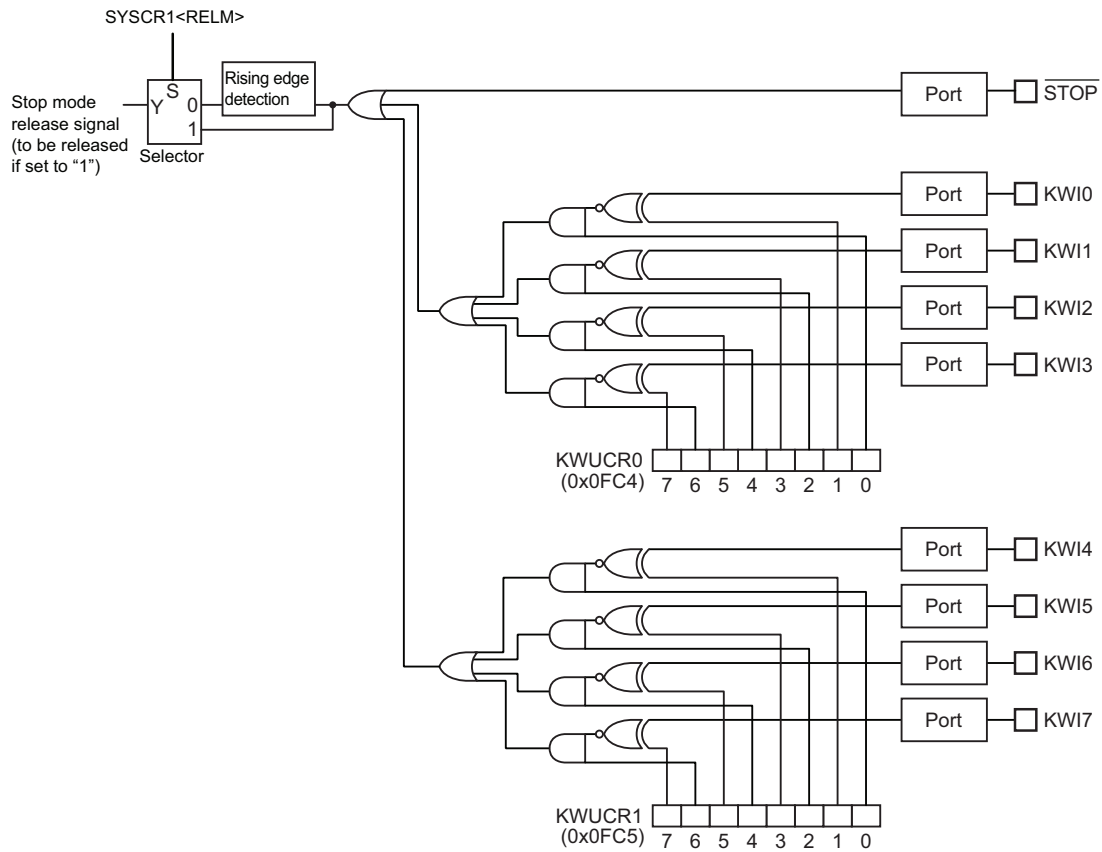 SYSCR1<RELM>
Stop mode
release signal
(to be released
if set to “1”)
Y
S
0
1
Selector
Rising edge
detection
Port
STOP
Port
KWI0
Port
KWI1
Port
KWI2
Port
KWI3
KWUCR0
(0x0FC4)
7 6 5 4 3 2 1 0
Port
KWI4
Port
KWI5
Port
KWI6
Port
KWI7
KWUCR1
(0x0FC5)
7 6 5 4 3 2 1 0